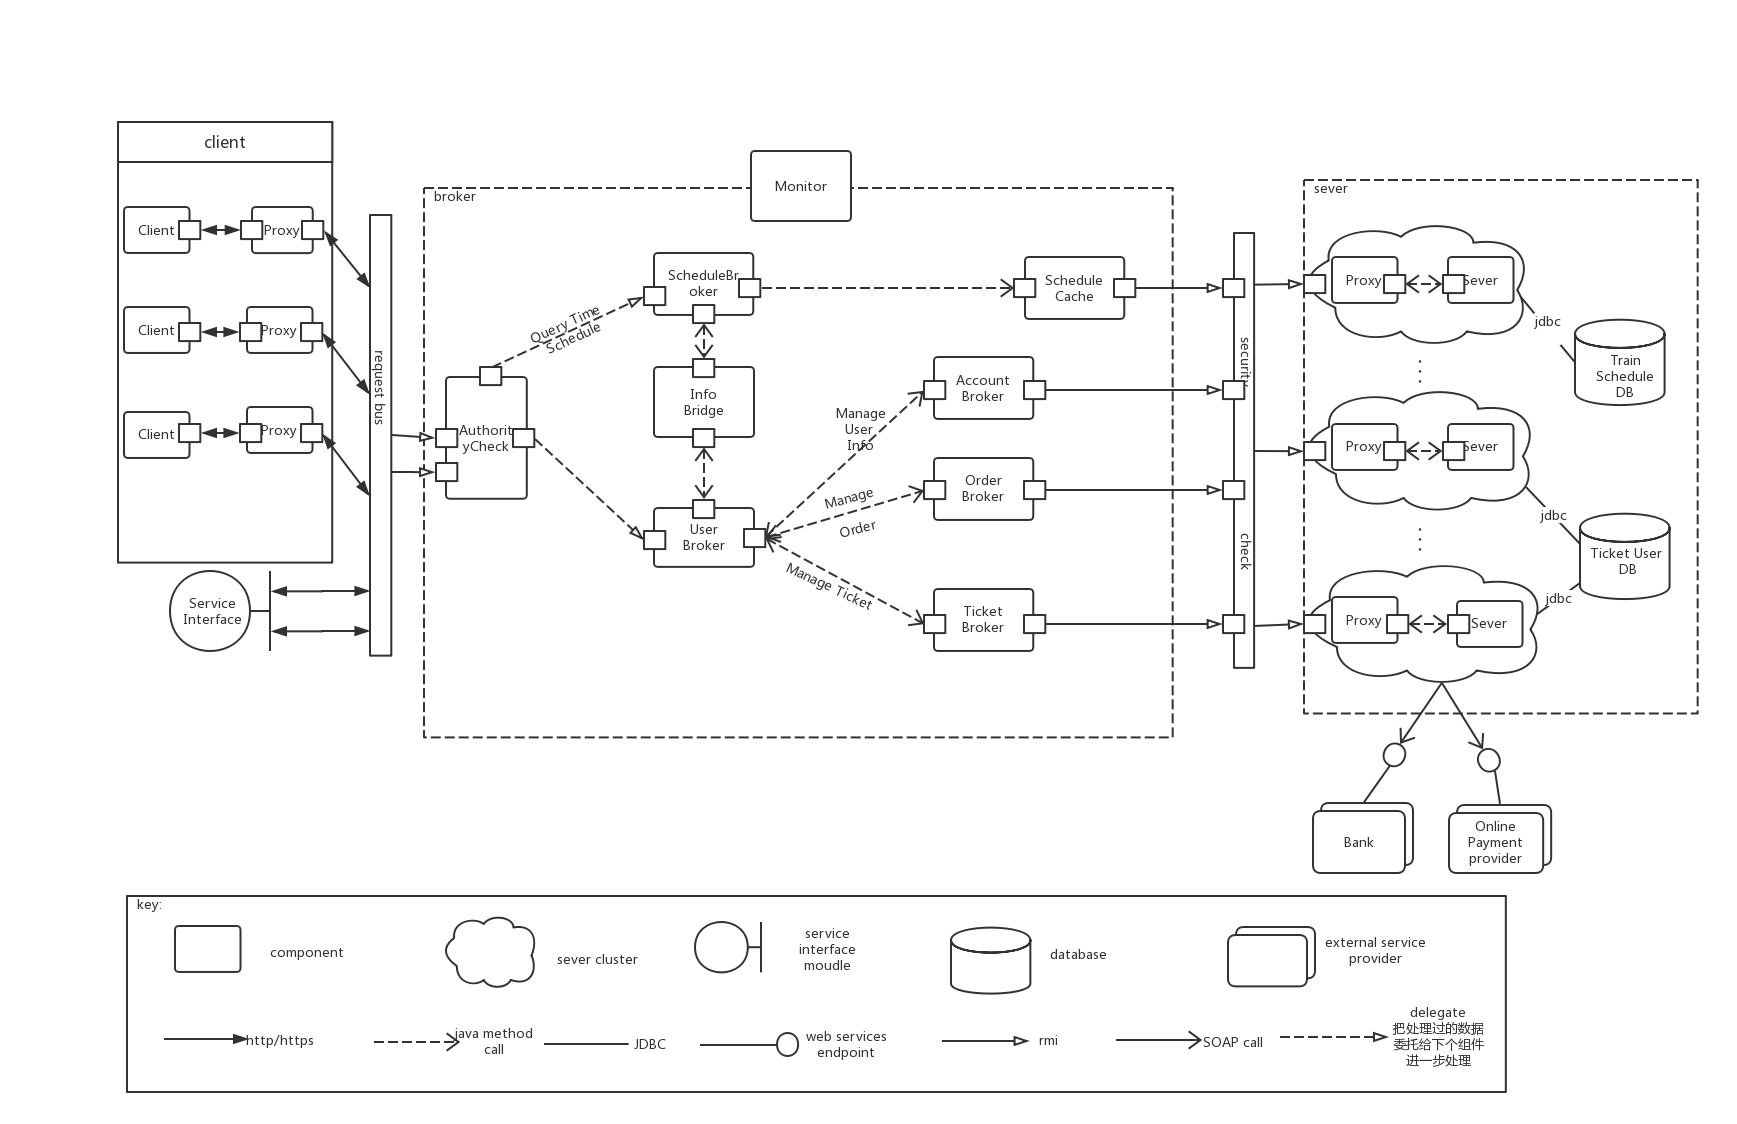 client
Client
Proxy
Client
Proxy
Client
Proxy
Service
Interface
request bus
broker
Monitor
Authorit
yCheck
Query Time
Schedule
ScheduleBr
oker
Info
Bridge
User
Broker
Manage
User
Info
Manage
Order
Manage Ticket
Schedule
Cache
Account
Broker
Order
Broker
Ticket
Broker
security
check
sever
Proxy
Sever
jdbc
Train
Schedule
DB
Proxy
Sever
jdbc
Ticket User
DB
jdbc
Proxy
Sever
Bank
Online
Payment
provider
key:
component
sever cluster
service
interface
moudle
database
external service
provider
http/https
java method
call
JDBC
web services
endpoint
rmi
SOAP call
delegate
把处理过的数据
委托给下个组件
进一步处理